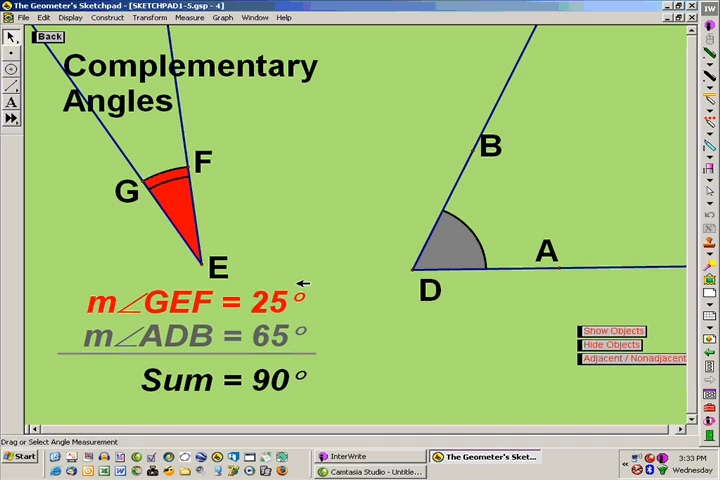 The Geometer's Sketchpad - [SKETCHPAD1-5.gsp - 4]
File Edit Display Construct Transform Measure Graph Window Help
Back
Complementary
Angles
F
B
G
A
E
D
m∠GEF = 25°
m∠ADB = 65°
Sum = 90°
Show Objects
Hide Objects
Adjacent / Nonadjacent
Drag or Select Angle Measurement
Start
InterWrite
The Geometer's Sket...
Camtasia Studio - Untitle...
3:33 PM
Wednesday